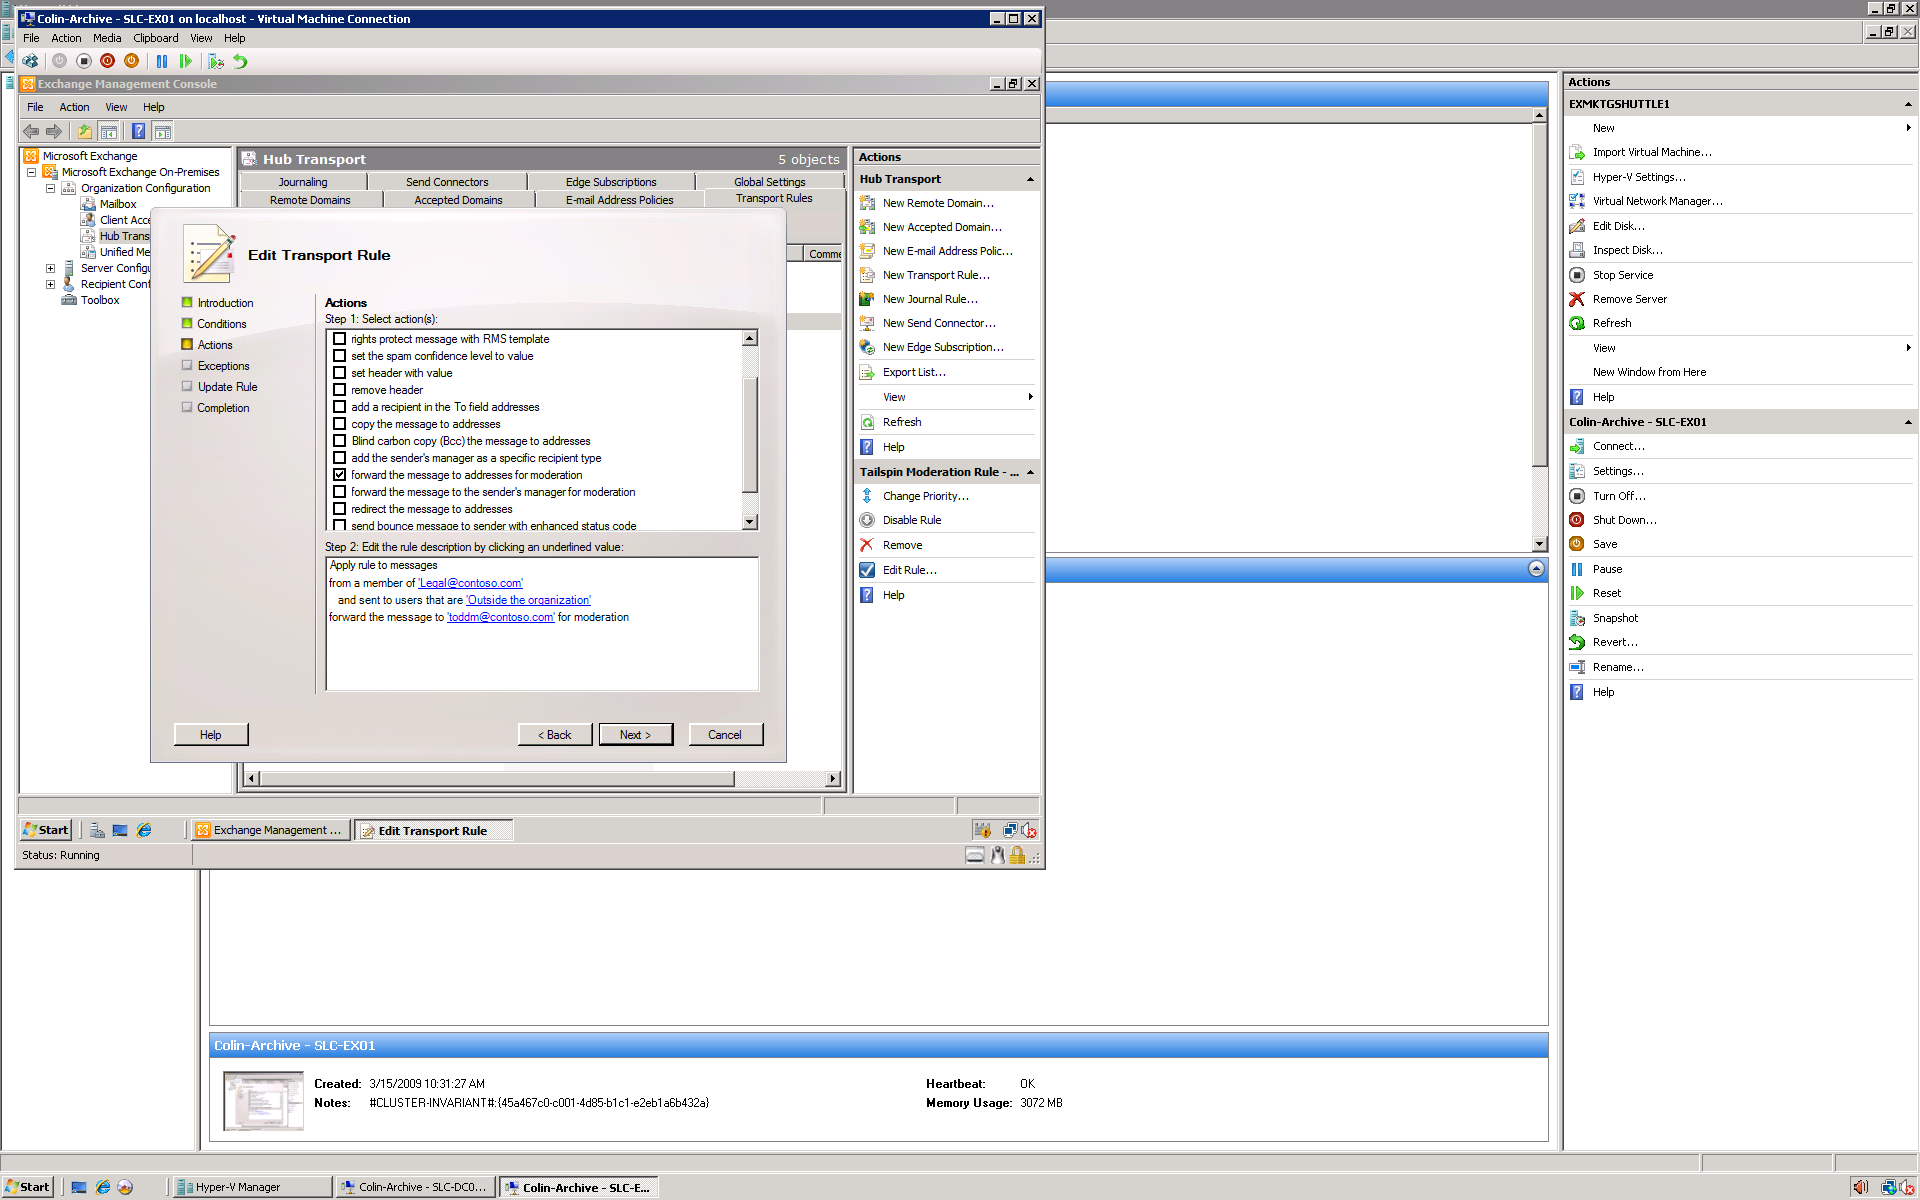 Colin-Archive - SLC-EX01 on localhost - Virtual Machine Connection
File Action Media Clipboard View Help
Exchange Management Console
File Action View Help
Microsoft Exchange
Microsoft Exchange On-Premises
Organization Configuration
Mailbox
Client Acce
Hub Trans
Unified Me
Server Configu
Recipient Conf
Toolbox
Hub Transport 5 objects
Journaling Send Connectors Edge Subscriptions Global Settings
Remote Domains Accepted Domains E-mail Address Policies Transport Rules
Comme
Edit Transport Rule
Introduction
Conditions
Actions
Exceptions
Update Rule
Completion
Actions
Step 1: Select action(s):
rights protect message with RMS template
set the spam confidence level to value
set header with value
remove header
add a recipient in the To field addresses
copy the message to addresses
Blind carbon copy (Bcc) the message to addresses
add the sender's manager as a specific recipient type
forward the message to addresses for moderation
forward the message to the sender's manager for moderation
redirect the message to addresses
send bounce message to sender with enhanced status code
Step 2: Edit the rule description by clicking an underlined value:
Apply rule to messages
from a member of 'Legal@contoso.com'
and sent to users that are 'Outside the organization'
forward the message to 'toddm@contoso.com' for moderation
Help < Back Next > Cancel
Actions
Hub Transport
New Remote Domain...
New Accepted Domain...
New E-mail Address Polic...
New Transport Rule...
New Journal Rule...
New Send Connector...
New Edge Subscription...
Export List...
View
Refresh
Help
Tailspin Moderation Rule - ...
Change Priority...
Disable Rule
Remove
Edit Rule...
Help
Start Exchange Management ... Edit Transport Rule
Status: Running
Actions
EXMKTGSHUTTLE1
New
Import Virtual Machine...
Hyper-V Settings...
Virtual Network Manager...
Edit Disk...
Inspect Disk...
Stop Service
Remove Server
Refresh
View
New Window from Here
Help
Colin-Archive - SLC-EX01
Connect...
Settings...
Turn Off...
Shut Down...
Save
Pause
Reset
Snapshot
Revert...
Rename...
Help
Colin-Archive - SLC-EX01
Created: 3/15/2009 10:31:27 AM Heartbeat: OK
Notes: #CLUSTER-INVARIANT#:{45a467c0-c001-4d85-b1c1-e2eb1a6b432a} Memory Usage: 3072 MB
Start Hyper-V Manager Colin-Archive - SLC-DC0... Colin-Archive - SLC-E...